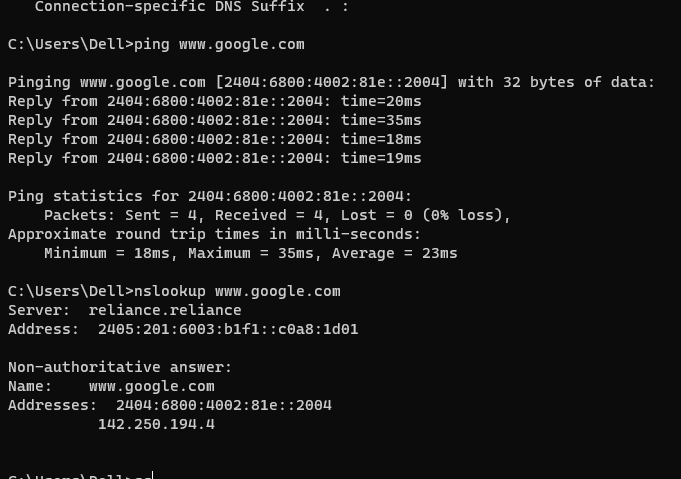 Connection-specific DNS Suffix  . :
C:\Users\Dell>ping www.google.com
Pinging www.google.com [2404:6800:4002:81e::2004] with 32 bytes of data:
Reply from 2404:6800:4002:81e::2004: time=20ms
Reply from 2404:6800:4002:81e::2004: time=35ms
Reply from 2404:6800:4002:81e::2004: time=18ms
Reply from 2404:6800:4002:81e::2004: time=19ms
Ping statistics for 2404:6800:4002:81e::2004:
    Packets: Sent = 4, Received = 4, Lost = 0 (0% loss),
Approximate round trip times in milli-seconds:
    Minimum = 18ms, Maximum = 35ms, Average = 23ms
C:\Users\Dell>nslookup www.google.com
Server:  reliance.reliance
Address:  2405:201:6003:b1f1::c0a8:1d01
Non-authoritative answer:
Name:    www.google.com
Addresses:  2404:6800:4002:81e::2004
          142.250.194.4
C:\Users\Dell>